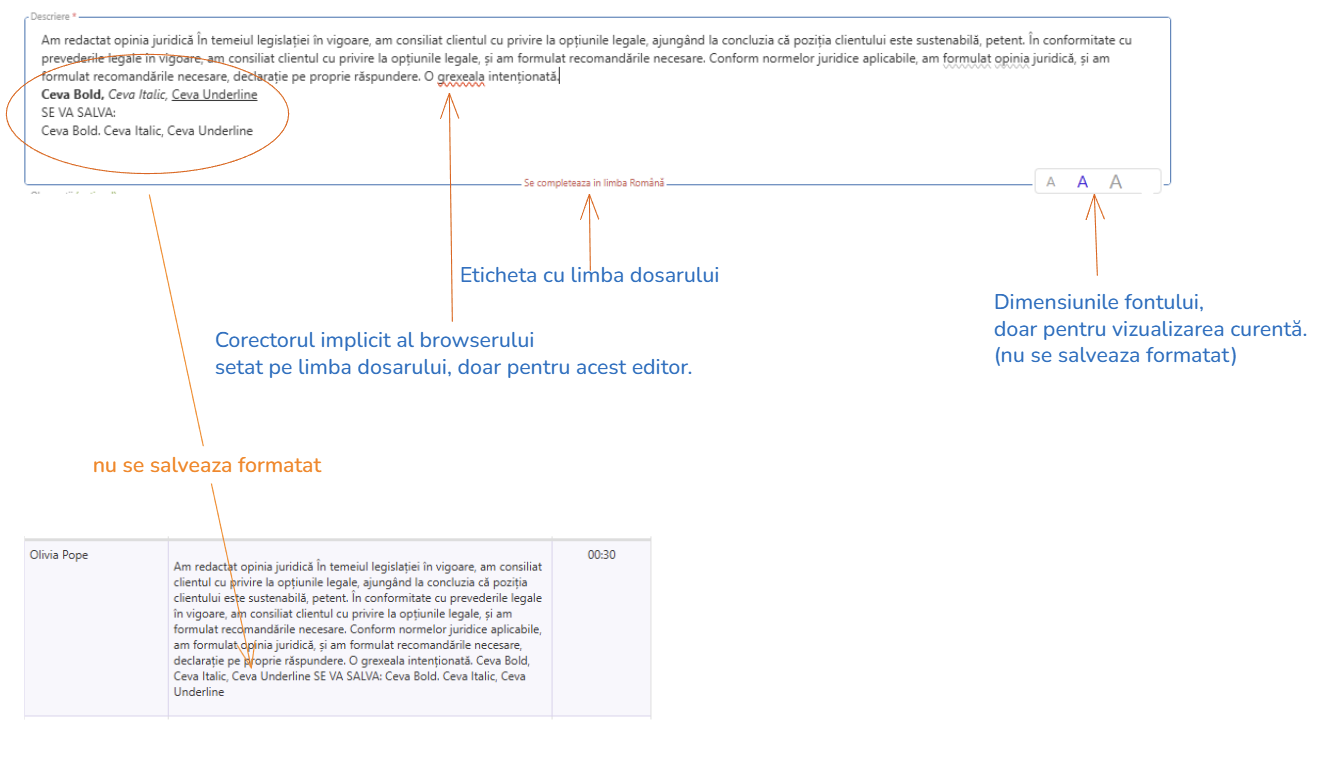 Descriere *
Am redactat opinia juridică În temeiul legislației în vigoare, am consiliat clientul cu privire la opțiunile legale, ajungând la concluzia că poziția clientului este sustenabilă, petent. În conformitate cu
prevederile legale în vigoare, am consiliat clientul cu privire la opțiunile legale, și am formulat recomandările necesare. Conform normelor juridice aplicabile, am formulat opinia juridică, și am
formulat recomandările necesare, declarație pe proprie răspundere. O grexeala intenționată.
Ceva Bold, Ceva Italic, Ceva Underline
SE VA SALVA:
Ceva Bold. Ceva Italic, Ceva Underline
Se completeaza in limba Română
A A A
Eticheta cu limba dosarului
Dimensiunile fontului,
doar pentru vizualizarea curentă.
(nu se salveaza formatat)
Corectorul implicit al browserului
setat pe limba dosarului, doar pentru acest editor.
nu se salveaza formatat
Olivia Pope
00:30
Am redactat opinia juridică În temeiul legislației în vigoare, am consiliat
clientul cu privire la opțiunile legale, ajungând la concluzia că poziția
clientului este sustenabilă, petent. În conformitate cu prevederile legale
în vigoare, am consiliat clientul cu privire la opțiunile legale, și am
formulat recomandările necesare. Conform normelor juridice aplicabile,
am formulat opinia juridică, și am formulat recomandările necesare,
declarație pe proprie răspundere. O grexeala intenționată. Ceva Bold,
Ceva Italic, Ceva Underline SE VA SALVA: Ceva Bold. Ceva Italic, Ceva
Underline